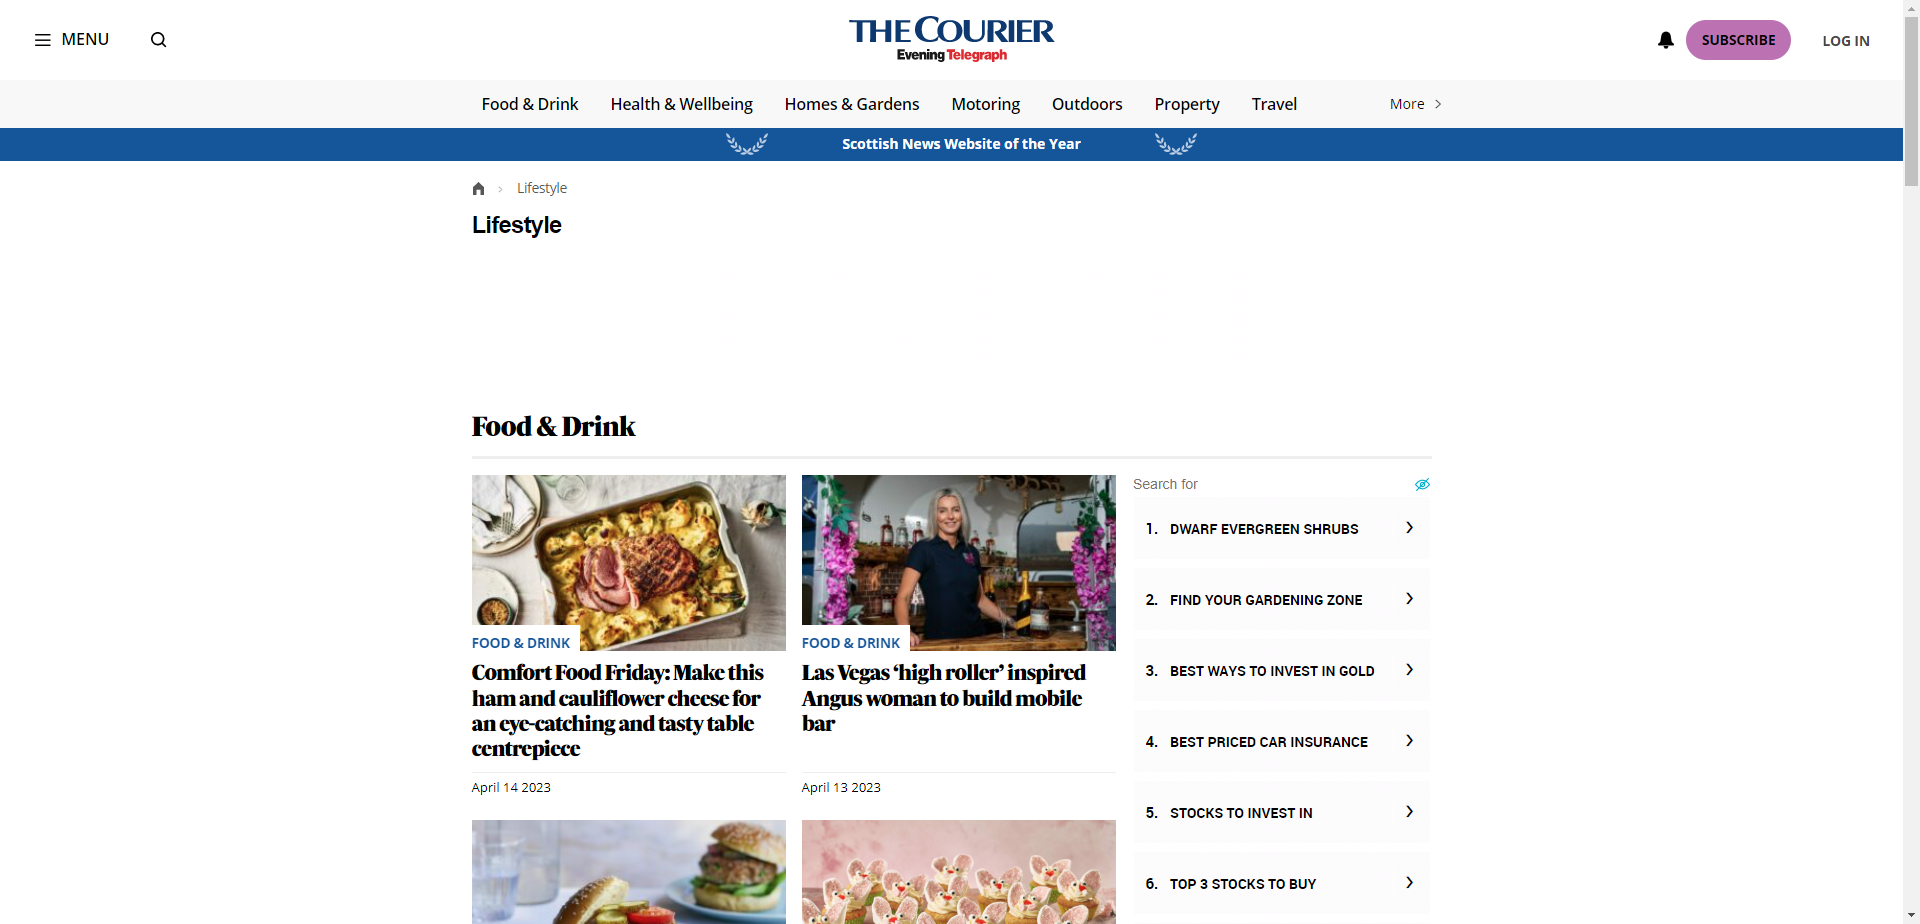 MENU
THE COURIER
Evening Telegraph
SUBSCRIBE
LOG IN
Food & Drink
Health & Wellbeing
Homes & Gardens
Motoring
Outdoors
Property
Travel
More
Scottish News Website of the Year
Lifestyle
Lifestyle
Food & Drink
FOOD & DRINK
Comfort Food Friday: Make this
ham and cauliflower cheese for
an eye-catching and tasty table
centrepiece
April 14 2023
FOOD & DRINK
Las Vegas ‘high roller’ inspired
Angus woman to build mobile
bar
April 13 2023
Search for
1. DWARF EVERGREEN SHRUBS
2. FIND YOUR GARDENING ZONE
3. BEST WAYS TO INVEST IN GOLD
4. BEST PRICED CAR INSURANCE
5. STOCKS TO INVEST IN
6. TOP 3 STOCKS TO BUY